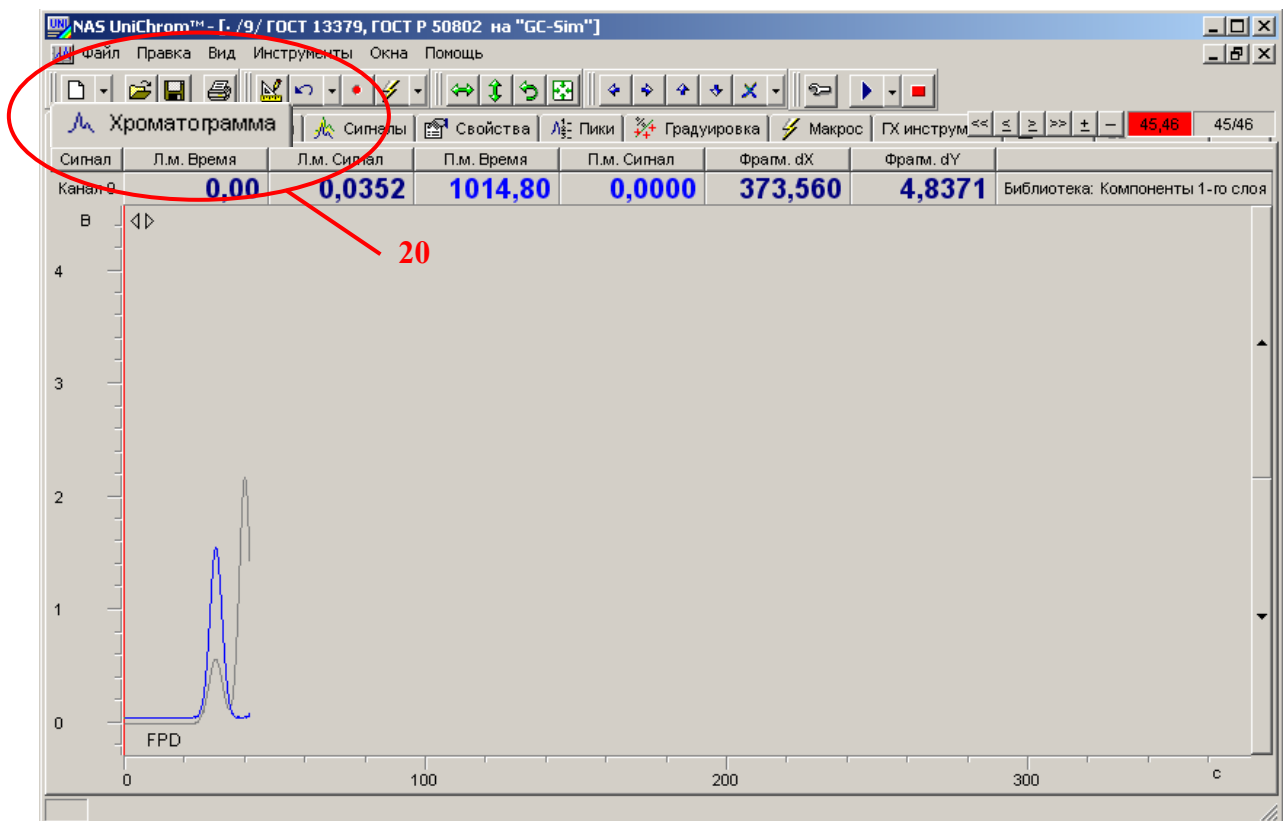 NAS UniChrom™ - [- /9/ ГОСТ 13379, ГОСТ Р 50802 на "GC-Sim"]
Файл Правка Вид Инструменты Окна Помощь
Хроматограмма Сигналы Свойства Пики Градуировка Макрос ГХ инструм << ≤ ≥ >> ± − 45,46 45/46
Сигнал Л.м. Время Л.м. Сигнал П.м. Время П.м. Сигнал Фрагм. dX Фрагм. dY
Канал 0,00 0,0352 1014,80 0,0000 373,560 4,8371 Библиотека: Компоненты 1-го слоя
В
20
4
3
2
1
0
FPD
0 100 200 300 с